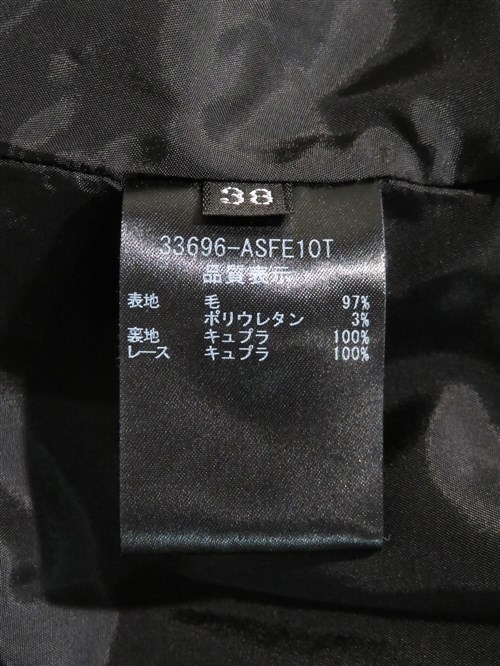 38
33696-ASFE10T
品質表示
表地 毛 97%
ポリウレタン 3%
裏地 キュプラ 100%
レース キュプラ 100%